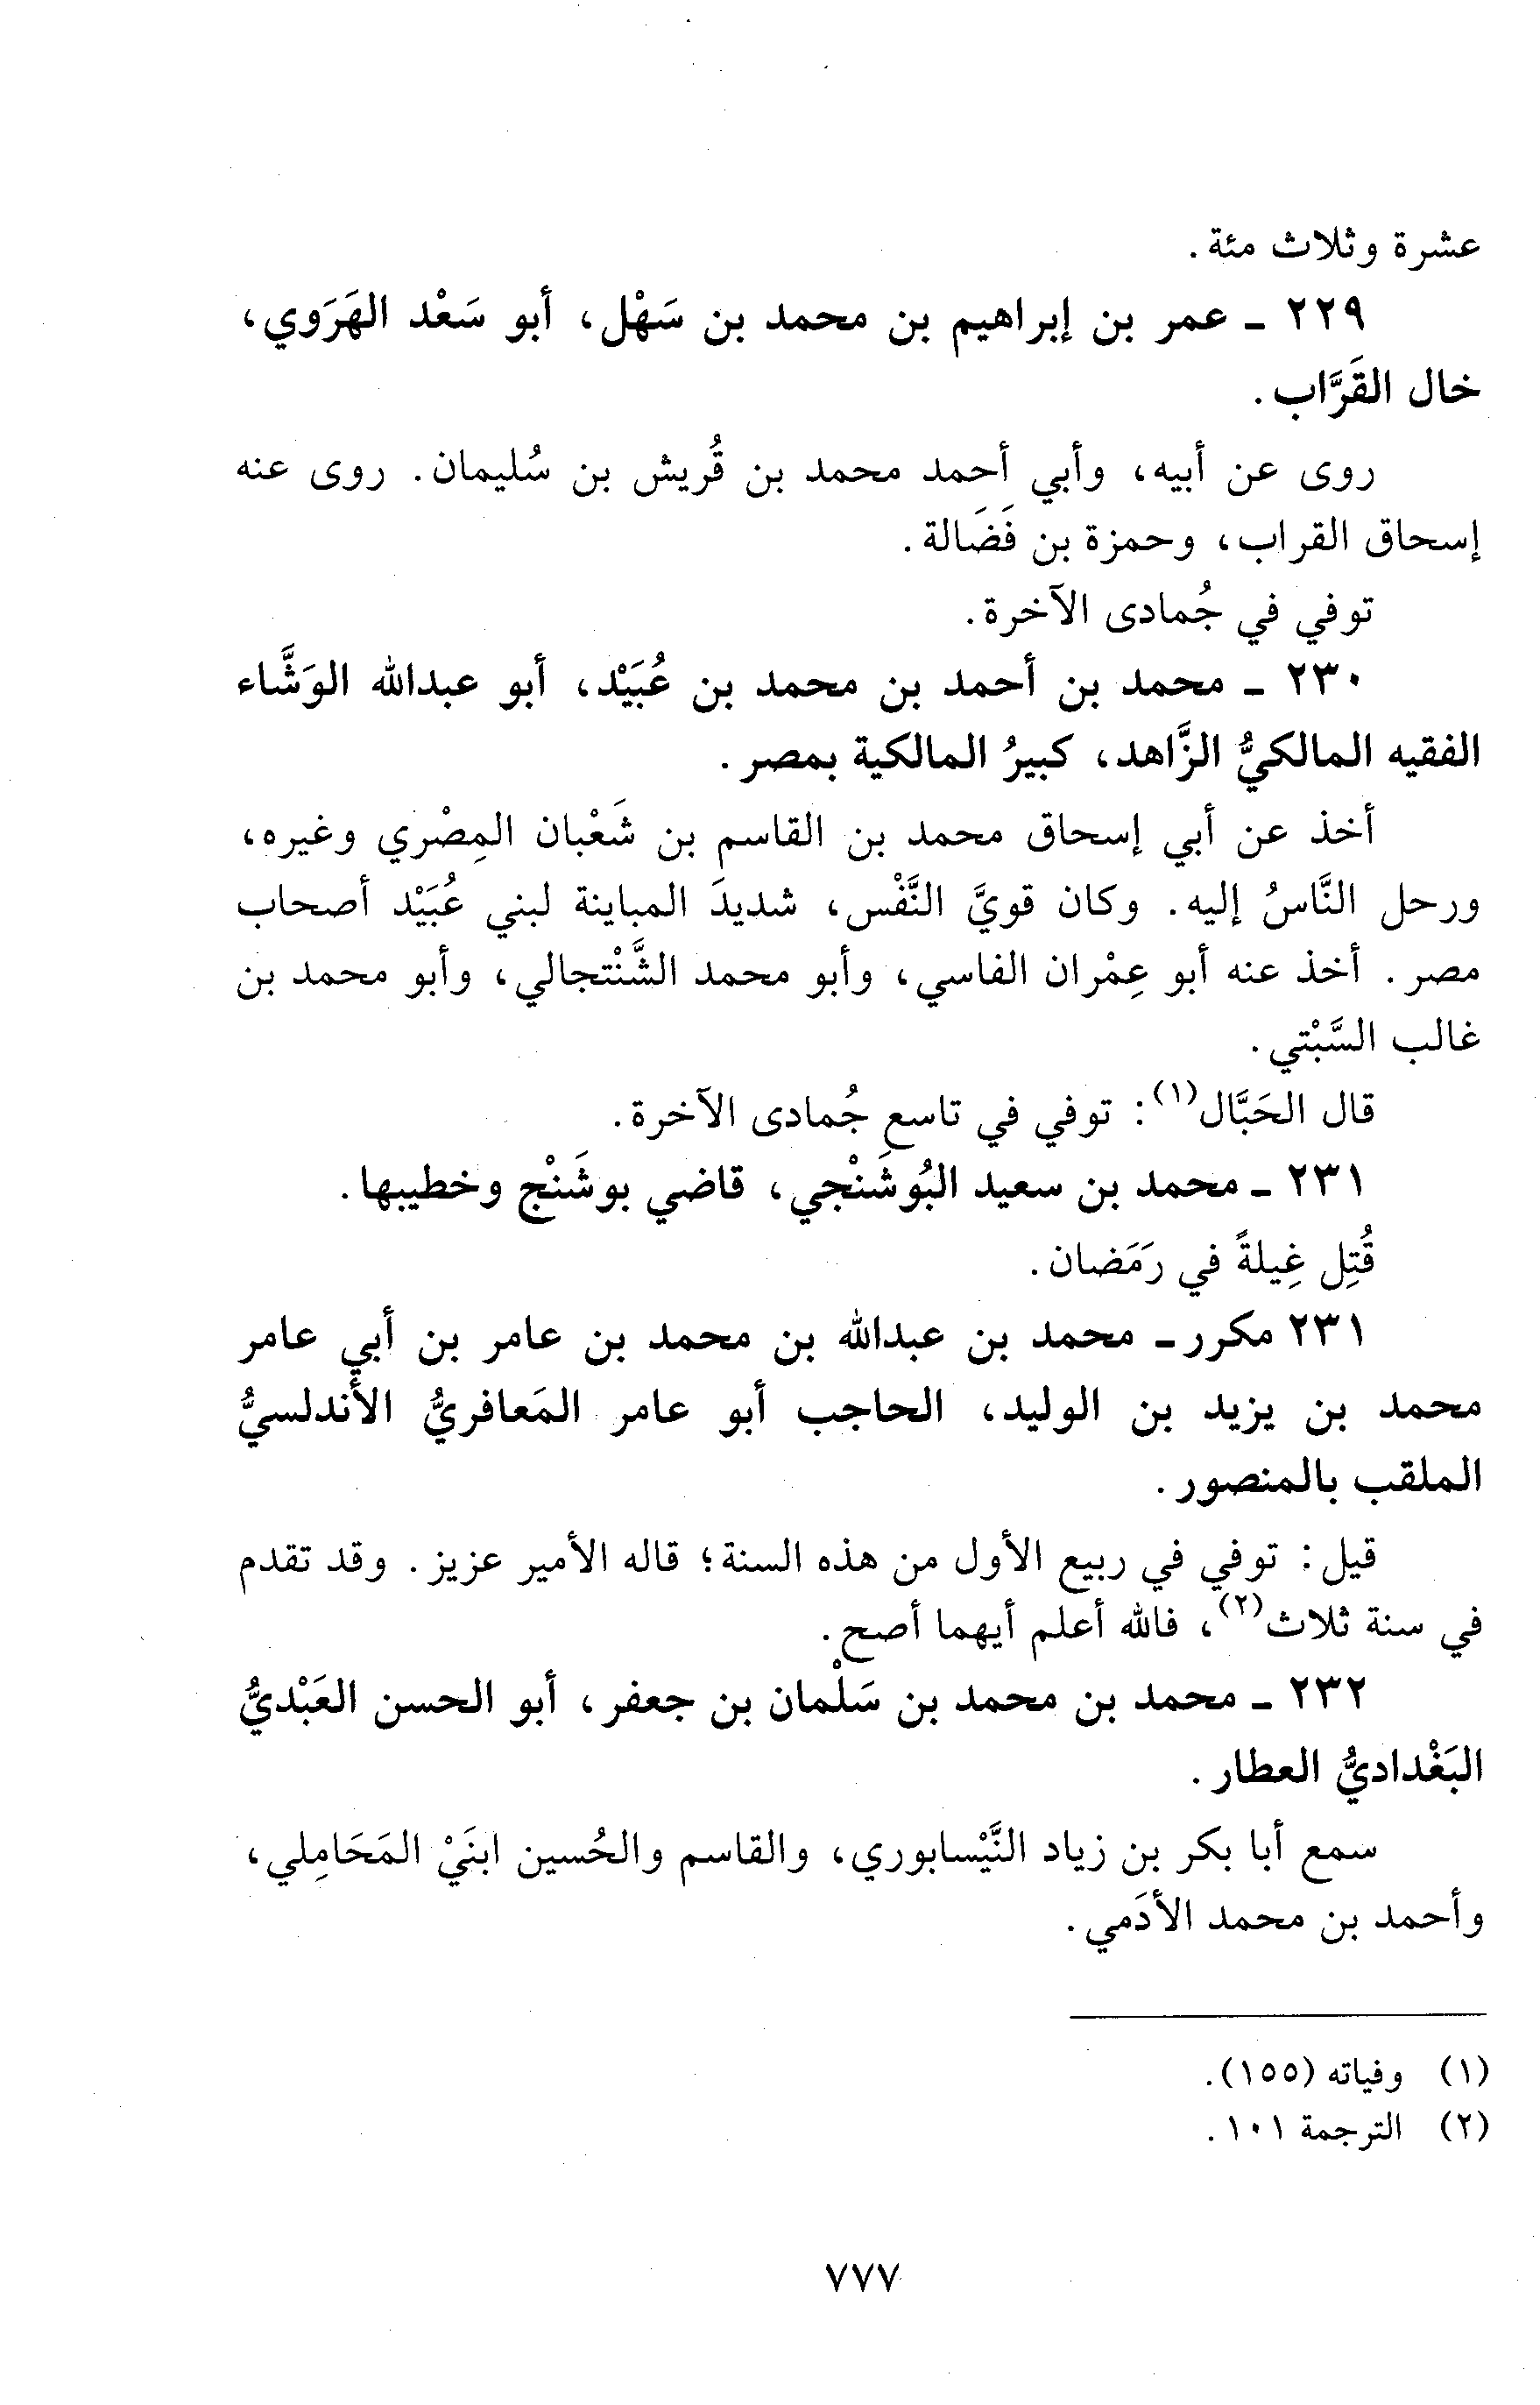 عشرة وثلاث مئة.
٢٢٩ - عمر بن إبراهيم بن محمد بن سَهْل، أبو سَعْد الهَرَوي،
خال القَرَّاب.
روى عن أبيه، وأبي أحمد محمد بن قُريش بن سُليمان. روى عنه
إسحاق القراب، وحمزة بن فَضَالة.
توفي في جُمادى الآخرة.
٢٣٠ - محمد بن أحمد بن محمد بن عُبَيْد، أبو عبدالله الوَشَّاء
الفقيه المالكيُّ الزَّاهد، كبيرُ المالكية بمصر.
أخذ عن أبي إسحاق محمد بن القاسم بن شَعْبان المِصْري وغيره،
ورحل النَّاسُ إليه. وكان قويَّ النَّفْس، شديدَ المباينة لبني عُبَيْد أصحاب
مصر. أخذ عنه أبو عِمْران الفاسي، وأبو محمد الشَّنْتجالي، وأبو محمد بن
غالب السَّبْتي.
قال الحَبَّال(١): توفي في تاسع جُمادى الآخرة.
٢٣١ - محمد بن سعيد البُوشَنْجي، قاضي بوشَنْج وخطيبها.
قُتِل غِيلةً في رَمَضان.
٢٣١ مكرر - محمد بن عبدالله بن محمد بن عامر بن أبي عامر
محمد بن يزيد بن الوليد، الحاجب أبو عامر المَعافريُّ الأندلسيُّ
الملقب بالمنصور.
قيل: توفي في ربيع الأول من هذه السنة؛ قاله الأمير عزيز. وقد تقدم
في سنة ثلاث(٢)، فالله أعلم أيهما أصح.
٢٣٢ - محمد بن محمد بن سَلْمان بن جعفر، أبو الحسن العَبْديُّ
البَغْداديُّ العطار.
سمع أبا بكر بن زياد النَّيْسابوري، والقاسم والحُسين ابنَيْ المَحَامِلي،
وأحمد بن محمد الأدَمي.
(١) وفياته (١٥٥).
(٢) الترجمة ١٠١.
٧٧٧